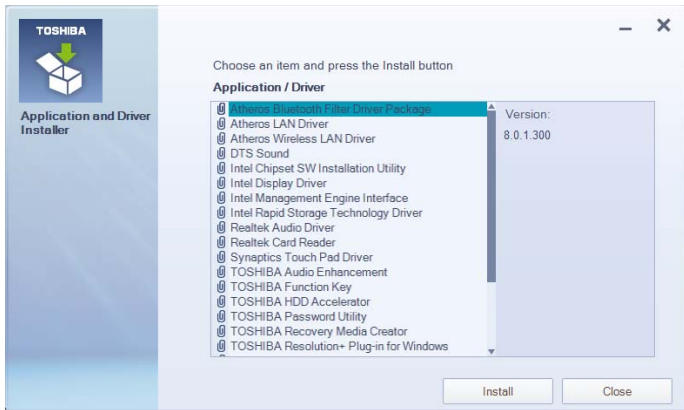 TOSHIBA
Application and Driver
Installer
Choose an item and press the Install button
Application / Driver
Atheros Bluetooth Filter Driver Package
Atheros LAN Driver
Atheros Wireless LAN Driver
DTS Sound
Intel Chipset SW Installation Utility
Intel Display Driver
Intel Management Engine Interface
Intel Rapid Storage Technology Driver
Realtek Audio Driver
Realtek Card Reader
Synaptics Touch Pad Driver
TOSHIBA Audio Enhancement
TOSHIBA Function Key
TOSHIBA HDD Accelerator
TOSHIBA Password Utility
TOSHIBA Recovery Media Creator
TOSHIBA Resolution+ Plug-in for Windows
Version:
8.0.1.300
Install
Close